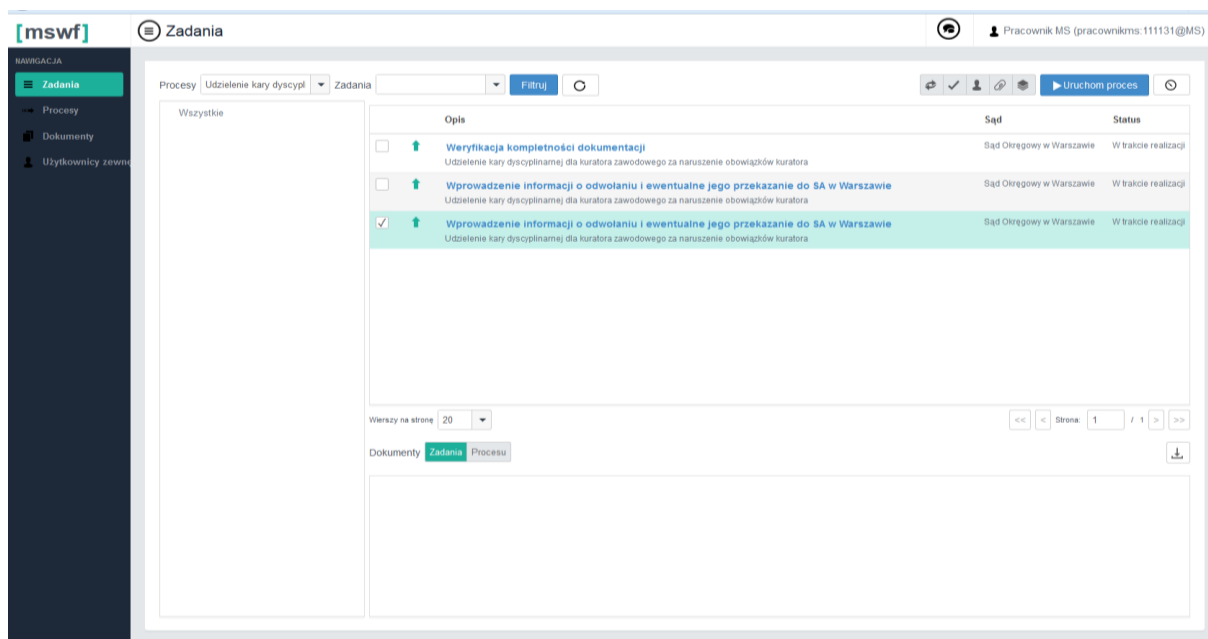 [mswf] Zadania Pracownik MS (pracownikms:111131@MS)
NAWIGACJA
Zadania
Procesy
Dokumenty
Użytkownicy zewnę
Procesy Udzielenie kary dyscypl Zadania Filtruj Uruchom proces
Wszystkie
Opis Sąd Status
Weryfikacja kompletności dokumentacji Sąd Okręgowy w Warszawie W trakcie realizacji
Udzielenie kary dyscyplinarnej dla kuratora zawodowego za naruszenie obowiązków kuratora
Wprowadzenie informacji o odwołaniu i ewentualne jego przekazanie do SA w Warszawie Sąd Okręgowy w Warszawie W trakcie realizacji
Udzielenie kary dyscyplinarnej dla kuratora zawodowego za naruszenie obowiązków kuratora
Wprowadzenie informacji o odwołaniu i ewentualne jego przekazanie do SA w Warszawie Sąd Okręgowy w Warszawie W trakcie realizacji
Udzielenie kary dyscyplinarnej dla kuratora zawodowego za naruszenie obowiązków kuratora
Wierszy na stronę 20 << < Strona: 1 / 1 > >>
Dokumenty Zadania Procesu